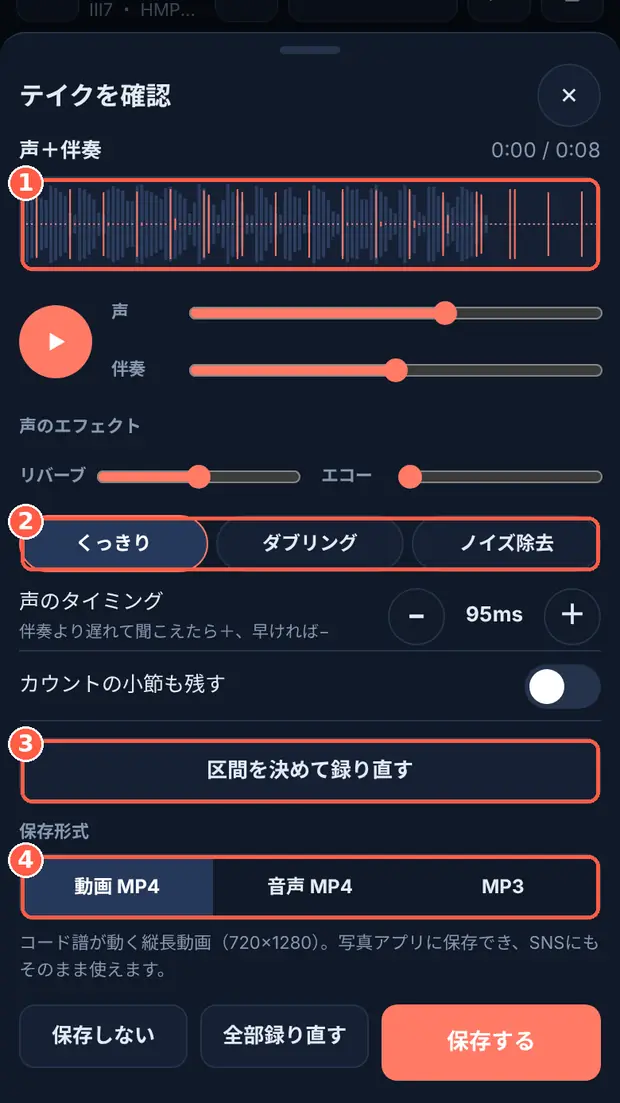 III7 • HMP...
テイクを確認
×
声＋伴奏
0:00 / 0:08
1
声
伴奏
声のエフェクト
リバーブ
エコー
2
くっきり
ダブリング
ノイズ除去
声のタイミング
伴奏より遅れて聞こえたら＋、早ければ−
−
95ms
＋
カウントの小節も残す
3
区間を決めて録り直す
保存形式
4
動画 MP4
音声 MP4
MP3
コード譜が動く縦長動画（720×1280）。写真アプリに保存でき、SNSにも
そのまま使えます。
保存しない
全部録り直す
保存する